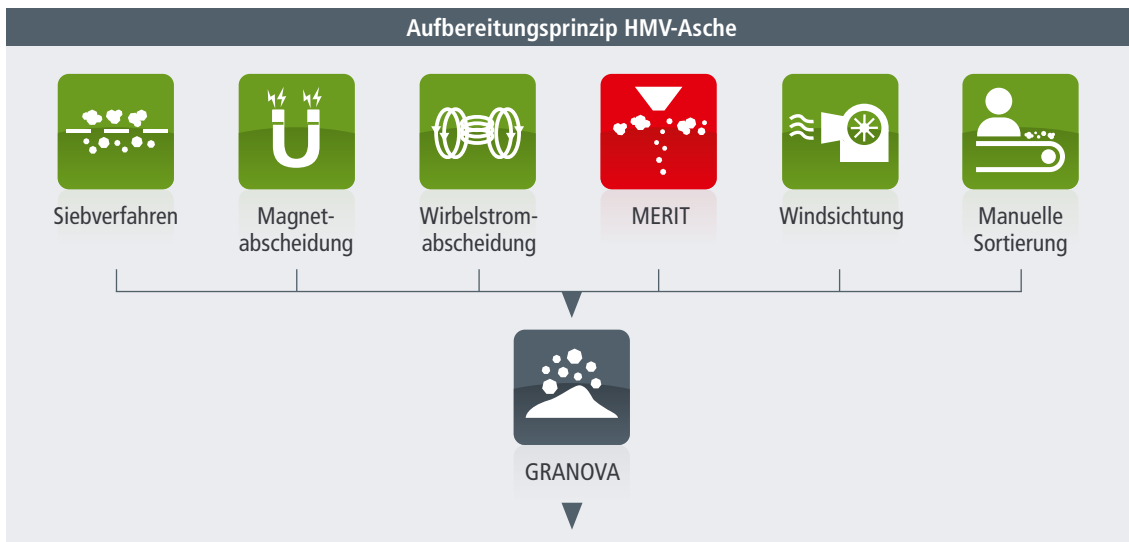 Aufbereitungsprinzip HMV-Asche
Siebverfahren
Magnet-
abscheidung
Wirbelstrom-
abscheidung
MERIT
Windsichtung
Manuelle
Sortierung
GRANOVA